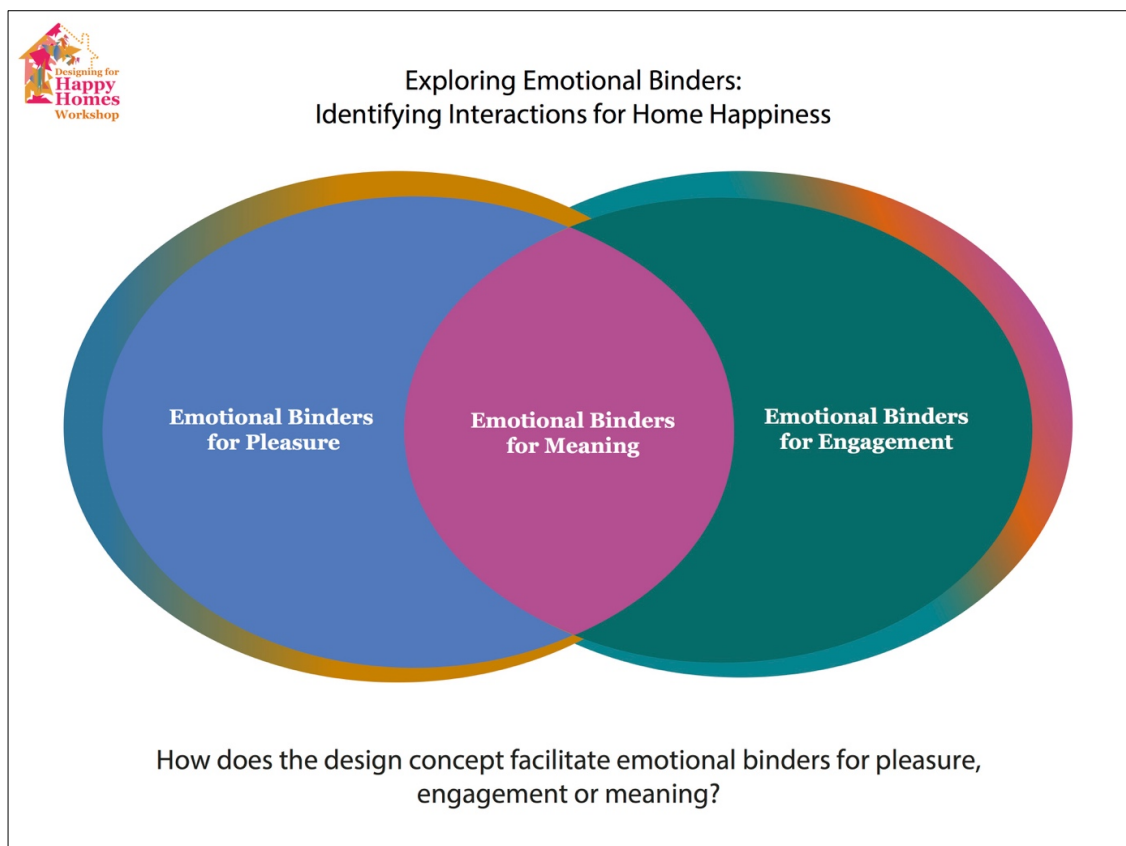 Designing for
Happy
Homes
Workshop
Exploring Emotional Binders:
Identifying Interactions for Home Happiness
Emotional Binders
for Pleasure
Emotional Binders
for Meaning
Emotional Binders
for Engagement
How does the design concept facilitate emotional binders for pleasure,
engagement or meaning?